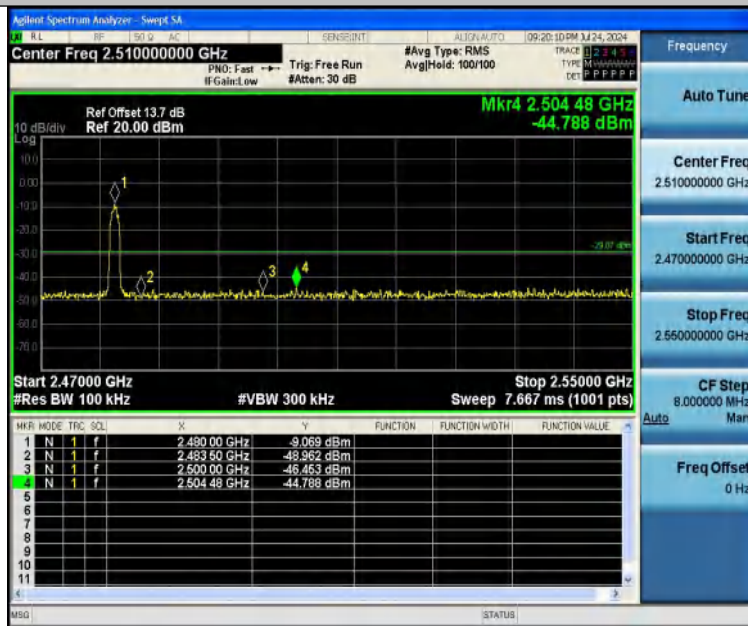 Agilent Spectrum Analyzer - Swept SA
RL RF 50 Ω AC SENSE:INT ALIGN AUTO 09:20:10 PM Jul 24, 2024
Center Freq 2.510000000 GHz
PNO: Fast
IFGain:Low
Trig: Free Run
#Atten: 30 dB
#Avg Type: RMS
Avg|Hold: 100/100
TRACE 1 2 3 4 5
TYPE M
DET P P P P P P
Ref Offset 13.7 dB
10 dB/div Ref 20.00 dBm
Log
Mkr4 2.504 48 GHz
-44.788 dBm
10.0
0.00
-20.0
-30.0
-40.0
-50.0
-60.0
-70.0
1
2
3
4
-29.07 dBm
Start 2.47000 GHz
Stop 2.55000 GHz
#Res BW 100 kHz
#VBW 300 kHz
Sweep 7.667 ms (1001 pts)
MKR MODE TRC SCL X Y FUNCTION FUNCTION WIDTH FUNCTION VALUE
1 N 1 f 2.480 00 GHz -9.069 dBm
2 N 1 f 2.483 50 GHz -48.962 dBm
3 N 1 f 2.500 00 GHz -46.453 dBm
4 N 1 f 2.504 48 GHz -44.788 dBm
5
6
7
8
9
10
11
MSG STATUS
Frequency
Auto Tune
Center Freq
2.510000000 GHz
Start Freq
2.470000000 GHz
Stop Freq
2.550000000 GHz
CF Step
8.000000 MHz
Auto Man
Freq Offset
0 Hz